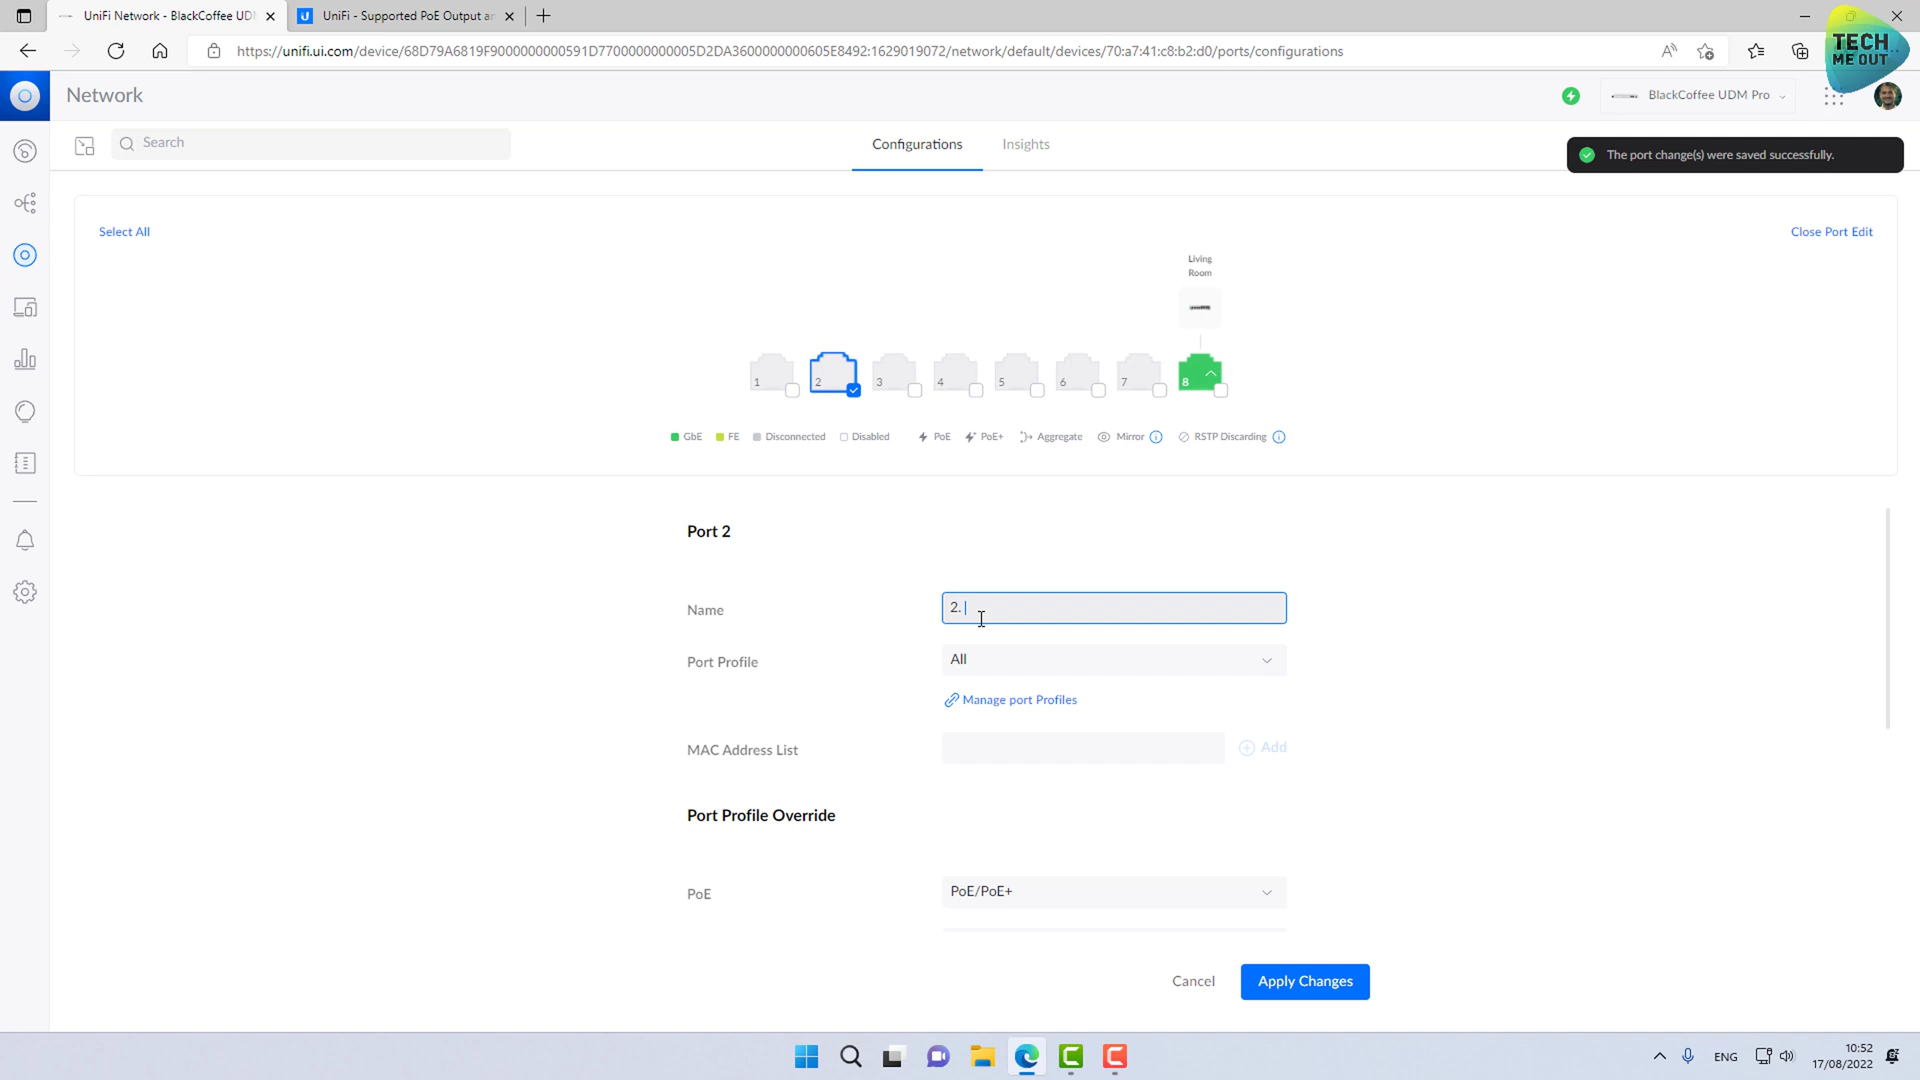 UniFi Network - BlackCoffee UDM
UniFi - Supported PoE Output an
https://unifi.ui.com/device/68D79A6819F9000000000591D7700000000005D2DA3600000000605E8492:1629019072/network/default/devices/70:a7:41:c8:b2:d0/ports/configurations
TECH
ME OUT
Network
BlackCoffee UDM Pro
Search
Configurations
Insights
The port change(s) were saved successfully.
Select All
Close Port Edit
Living
Room
1
2
3
4
5
6
7
8
GbE
FE
Disconnected
Disabled
PoE
PoE+
Aggregate
Mirror
RSTP Discarding
Port 2
Name
2.
Port Profile
All
Manage port Profiles
MAC Address List
Add
Port Profile Override
PoE
PoE/PoE+
Cancel
Apply Changes
ENG
10:52
17/08/2022